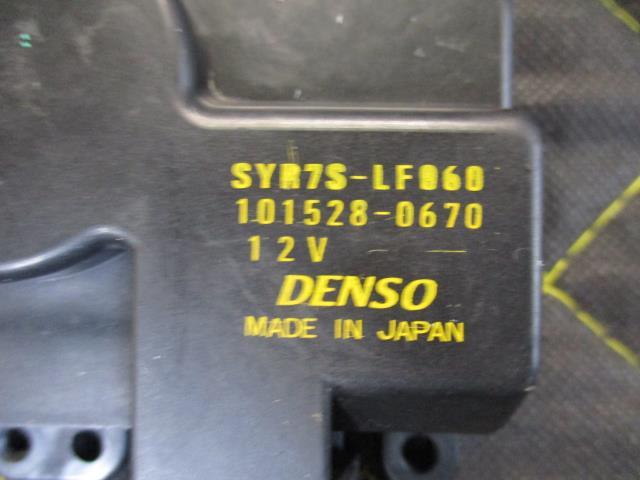 SYR7S-LF060
101528-0670
12V
DENSO
MADE IN JAPAN